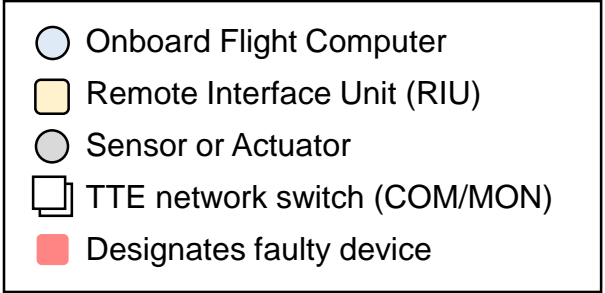 Onboard Flight Computer
Remote Interface Unit (RIU)
Sensor or Actuator
TTE network switch (COM/MON)
Designates faulty device